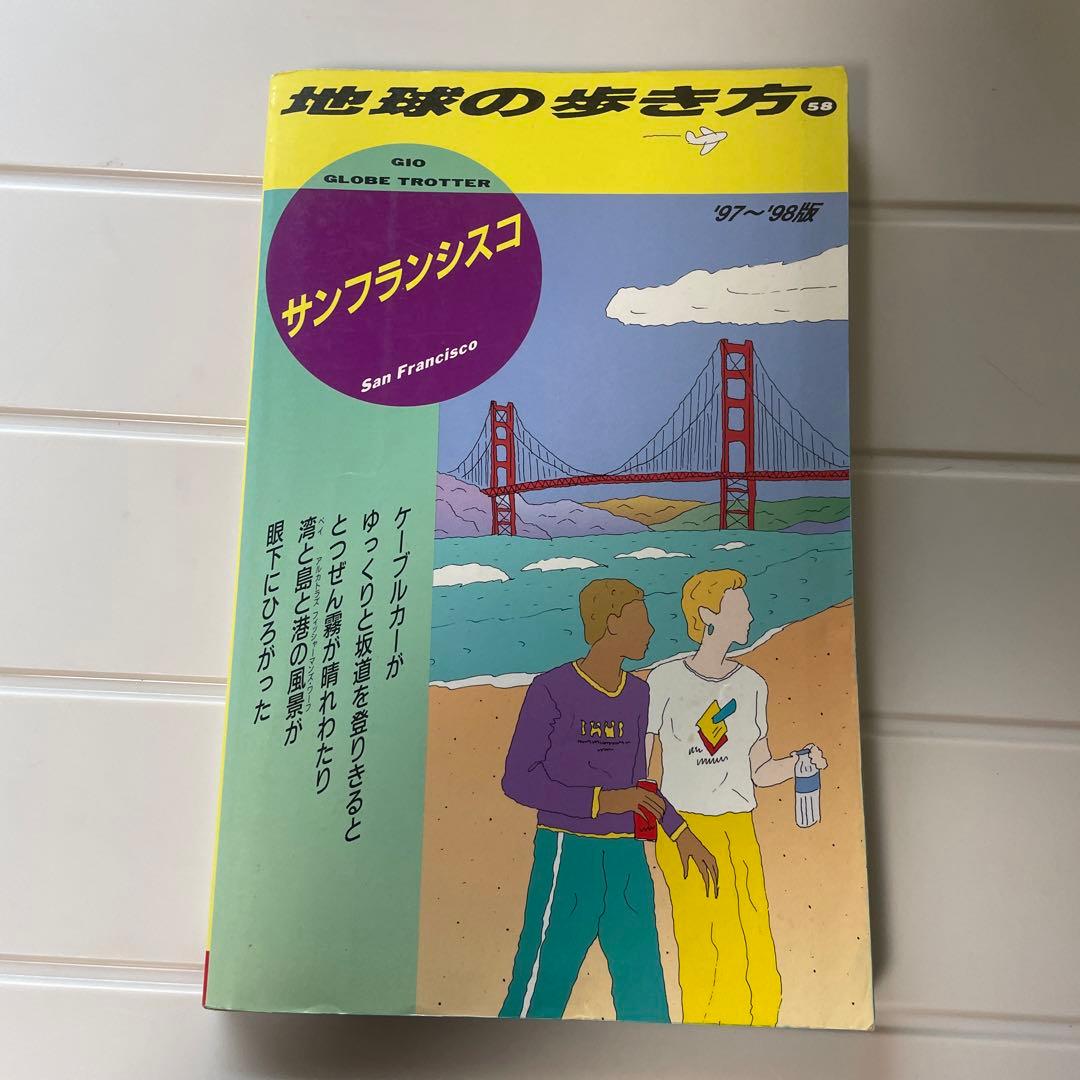 地球の歩き方 58
GIO
GLOBE TROTTER
'97〜'98版
サンフランシスコ
San Francisco
ケーブルカーが
ゆっくりと坂道を登りきると
とつぜん霧が晴れわたり
ベイ アルカトラズ フィッシャーマンズ・ワーフ
湾と島と港の風景が
眼下にひろがった